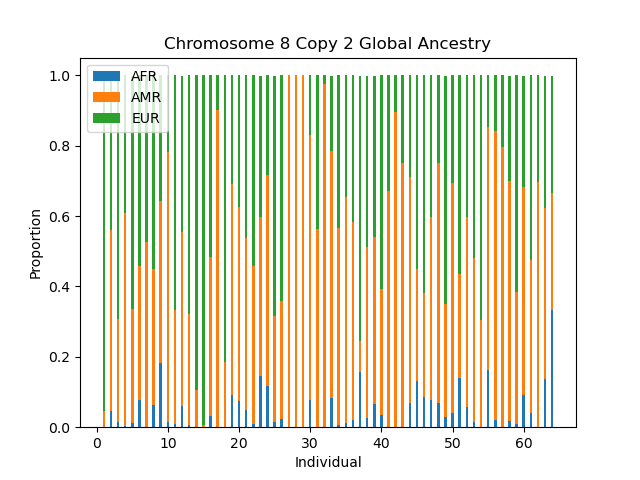 Chromosome 8 Copy 2 Global Ancestry
AFR
AMR
EUR
1.0
0.8
0.6
0.4
0.2
0.0
Proportion
0 10 20 30 40 50 60
Individual